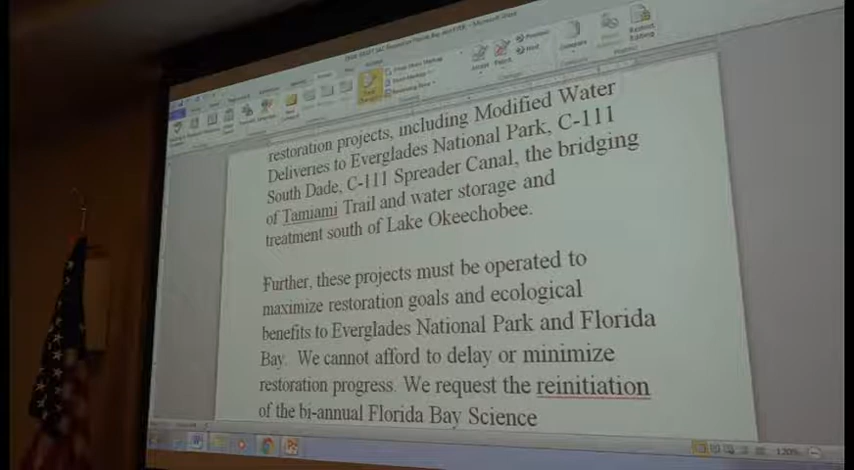 restoration projects, including Modified Water
Deliveries to Everglades National Park, C-111
South Dade, C-111 Spreader Canal, the bridging
of Tamiami Trail and water storage and
treatment south of Lake Okeechobee.
Further, these projects must be operated to
maximize restoration goals and ecological
benefits to Everglades National Park and Florida
Bay. We cannot afford to delay or minimize
restoration progress. We request the reinitiation
of the bi-annual Florida Bay Science